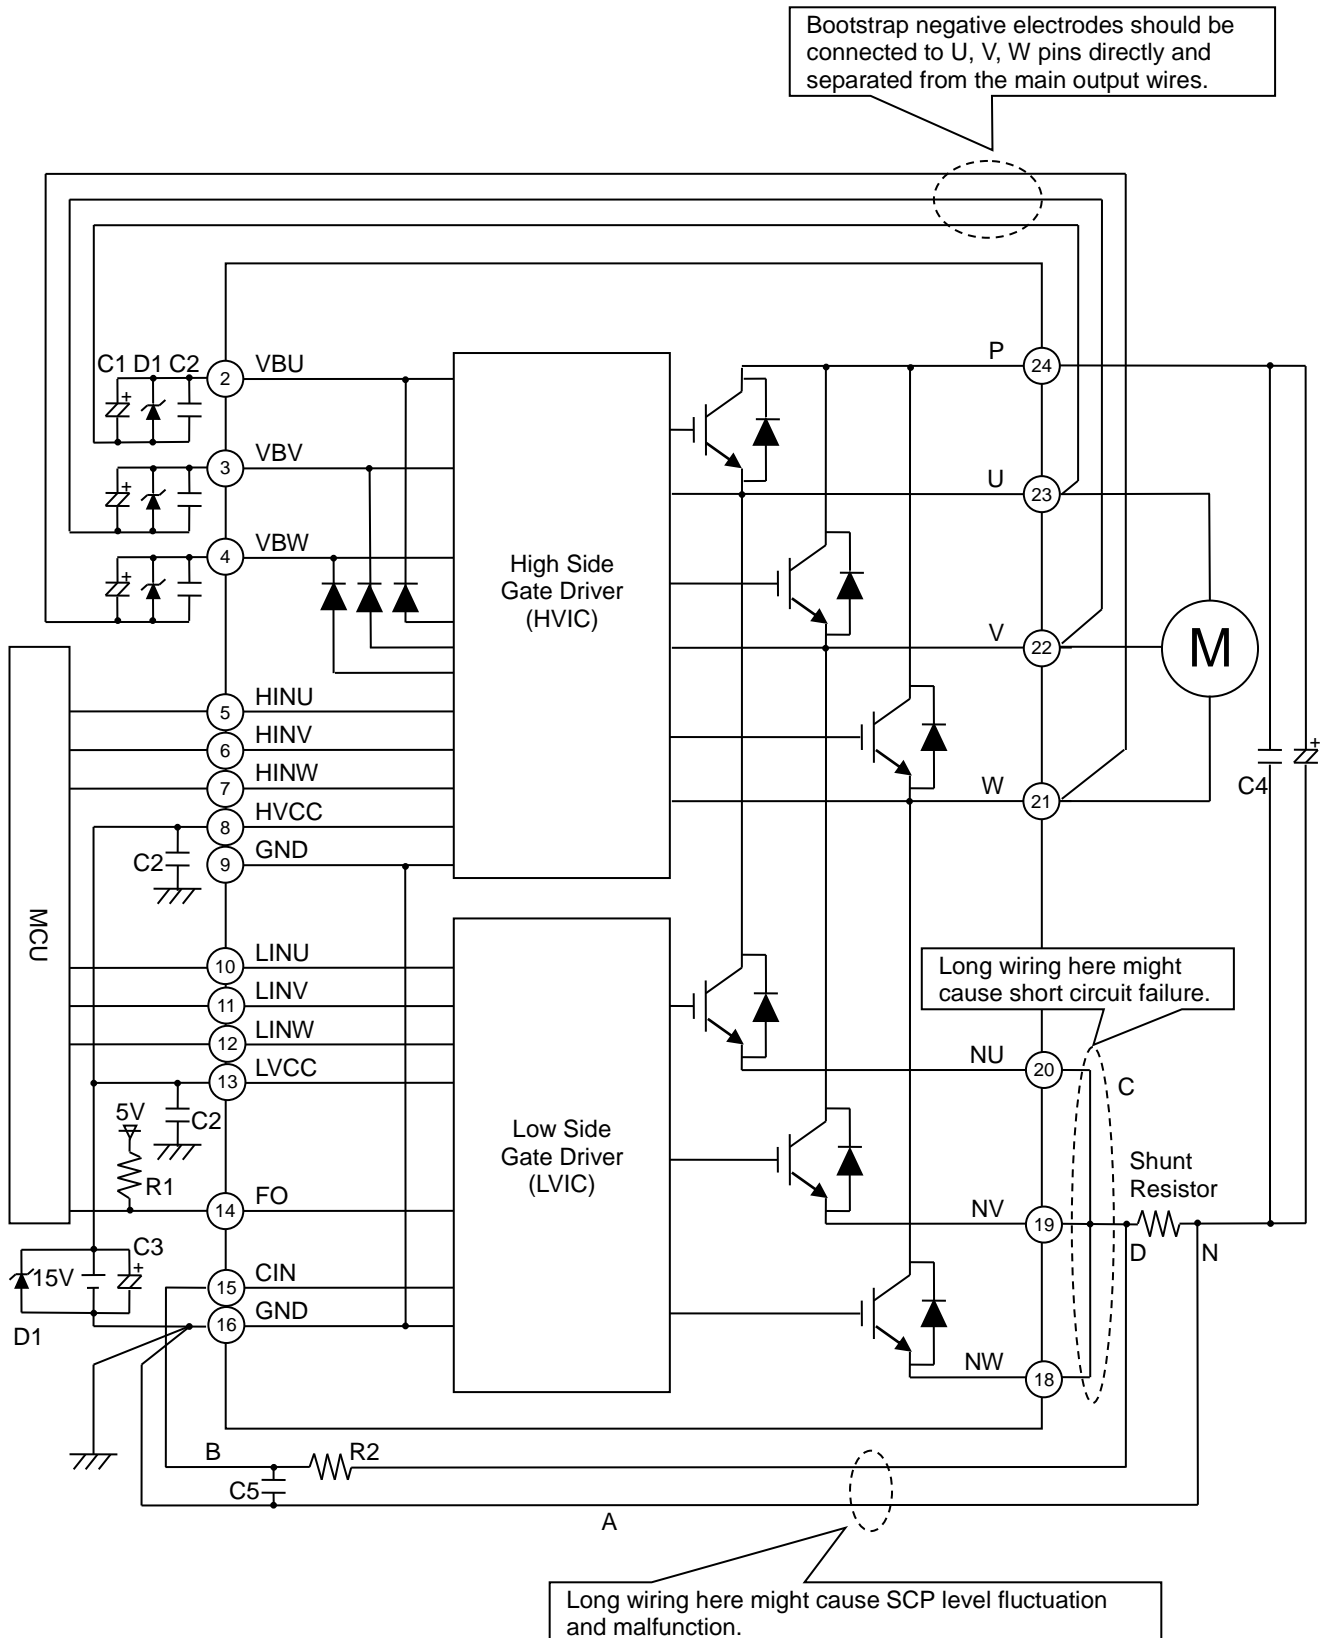 Bootstrap negative electrodes should be
connected to U, V, W pins directly and
separated from the main output wires.
C1 D1 C2
2
VBU
P
24
3
VBV
U
23
4
VBW
High Side
Gate Driver
(HVIC)
V
22
M
5
HINU
6
HINV
7
HINW
W
21
C4
+
+
+
+
8
HVCC
C2
9
GND
MCU
10
LINU
11
LINV
12
LINW
13
LVCC
C2
5V
R1
Low Side
Gate Driver
(LVIC)
Long wiring here might
cause short circuit failure.
NU
20
C
Shunt
Resistor
14
FO
NV
19
D
N
C3
+
15V
D1
15
CIN
16
GND
NW
18
B
R2
C5
A
Long wiring here might cause SCP level fluctuation
and malfunction.